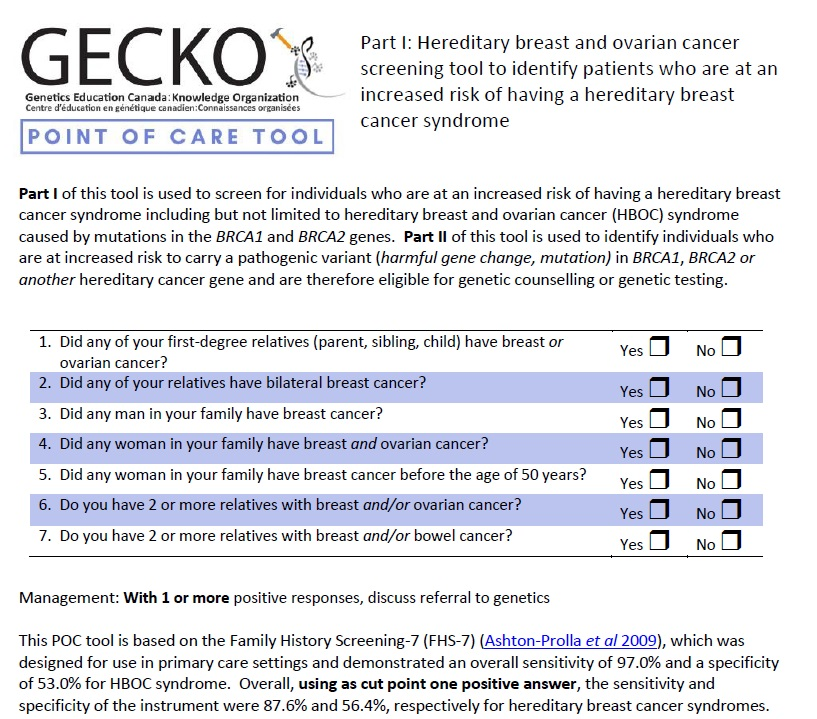 GECKO
Genetics Education Canada: Knowledge Organization
Centre d'éducation en génétique canadien: Connaissances organisées
POINT OF CARE TOOL
Part I: Hereditary breast and ovarian cancer
screening tool to identify patients who are at an
increased risk of having a hereditary breast
cancer syndrome
Part I of this tool is used to screen for individuals who are at an increased risk of having a hereditary breast
cancer syndrome including but not limited to hereditary breast and ovarian cancer (HBOC) syndrome
caused by mutations in the BRCA1 and BRCA2 genes. Part II of this tool is used to identify individuals who
are at increased risk to carry a pathogenic variant (harmful gene change, mutation) in BRCA1, BRCA2 or
another hereditary cancer gene and are therefore eligible for genetic counselling or genetic testing.
1. Did any of your first-degree relatives (parent, sibling, child) have breast or
ovarian cancer?
Yes No
2. Did any of your relatives have bilateral breast cancer?
Yes No
3. Did any man in your family have breast cancer?
Yes No
4. Did any woman in your family have breast and ovarian cancer?
Yes No
5. Did any woman in your family have breast cancer before the age of 50 years?
Yes No
6. Do you have 2 or more relatives with breast and/or ovarian cancer?
Yes No
7. Do you have 2 or more relatives with breast and/or bowel cancer?
Yes No
Management: With 1 or more positive responses, discuss referral to genetics
This POC tool is based on the Family History Screening-7 (FHS-7) (Ashton-Prolla et al 2009), which was
designed for use in primary care settings and demonstrated an overall sensitivity of 97.0% and a specificity
of 53.0% for HBOC syndrome. Overall, using as cut point one positive answer, the sensitivity and
specificity of the instrument were 87.6% and 56.4%, respectively for hereditary breast cancer syndromes.